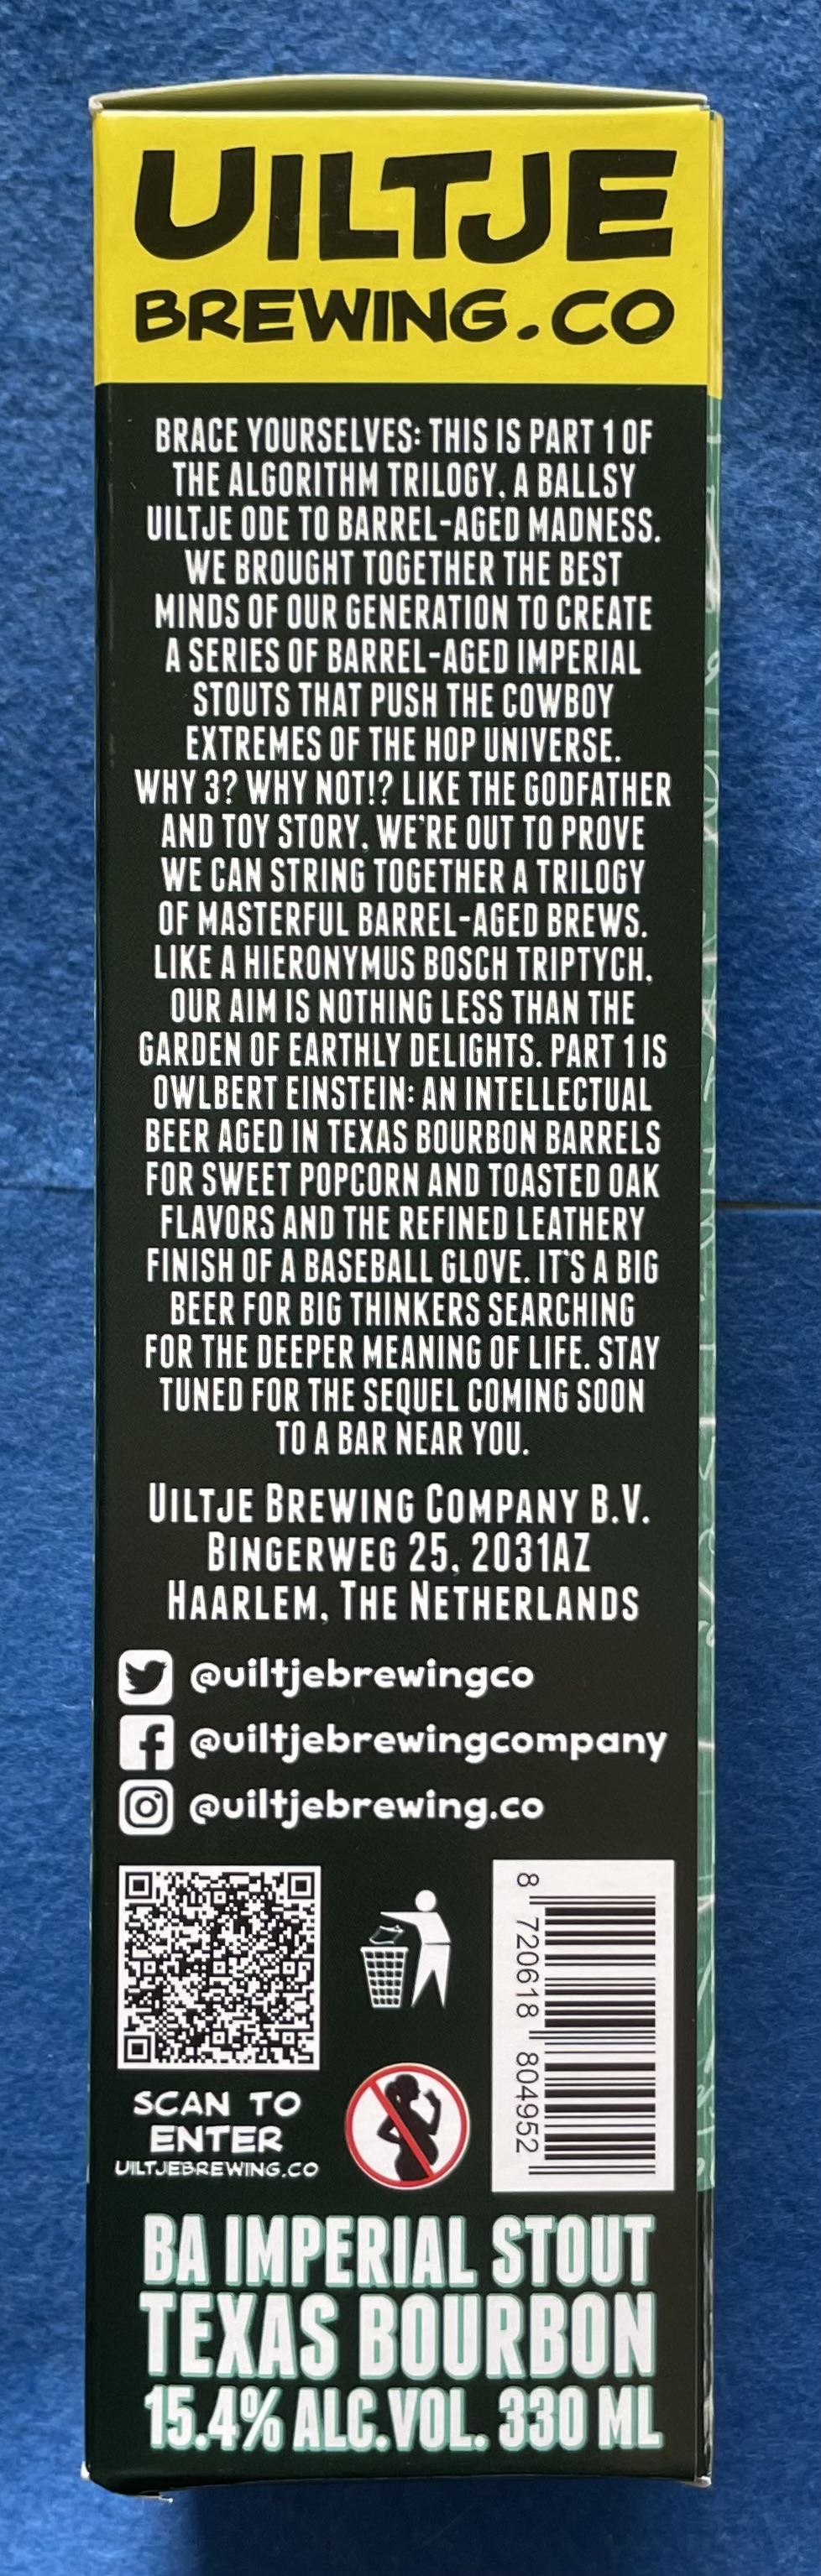 UILTJE
BREWING.CO
BRACE YOURSELVES: THIS IS PART 1 OF
THE ALGORITHM TRILOGY, A BALLSY
UILTJE ODE TO BARREL-AGED MADNESS.
WE BROUGHT TOGETHER THE BEST
MINDS OF OUR GENERATION TO CREATE
A SERIES OF BARREL-AGED IMPERIAL
STOUTS THAT PUSH THE COWBOY
EXTREMES OF THE HOP UNIVERSE.
WHY 3? WHY NOT!? LIKE THE GODFATHER
AND TOY STORY, WE'RE OUT TO PROVE
WE CAN STRING TOGETHER A TRILOGY
OF MASTERFUL BARREL-AGED BREWS.
LIKE A HIERONYMUS BOSCH TRIPTYCH,
OUR AIM IS NOTHING LESS THAN THE
GARDEN OF EARTHLY DELIGHTS. PART 1 IS
OWLBERT EINSTEIN: AN INTELLECTUAL
BEER AGED IN TEXAS BOURBON BARRELS
FOR SWEET POPCORN AND TOASTED OAK
FLAVORS AND THE REFINED LEATHERY
FINISH OF A BASEBALL GLOVE. IT'S A BIG
BEER FOR BIG THINKERS SEARCHING
FOR THE DEEPER MEANING OF LIFE. STAY
TUNED FOR THE SEQUEL COMING SOON
TO A BAR NEAR YOU.
UILTJE BREWING COMPANY B.V.
BINGERWEG 25, 2031AZ
HAARLEM, THE NETHERLANDS
@uiltjebrewingco
@uiltjebrewingcompany
@uiltjebrewing.co
8 720618 804952
SCAN TO
ENTER
UILTJEBREWING.CO
BA IMPERIAL STOUT
TEXAS BOURBON
15.4% ALC.VOL. 330 ML